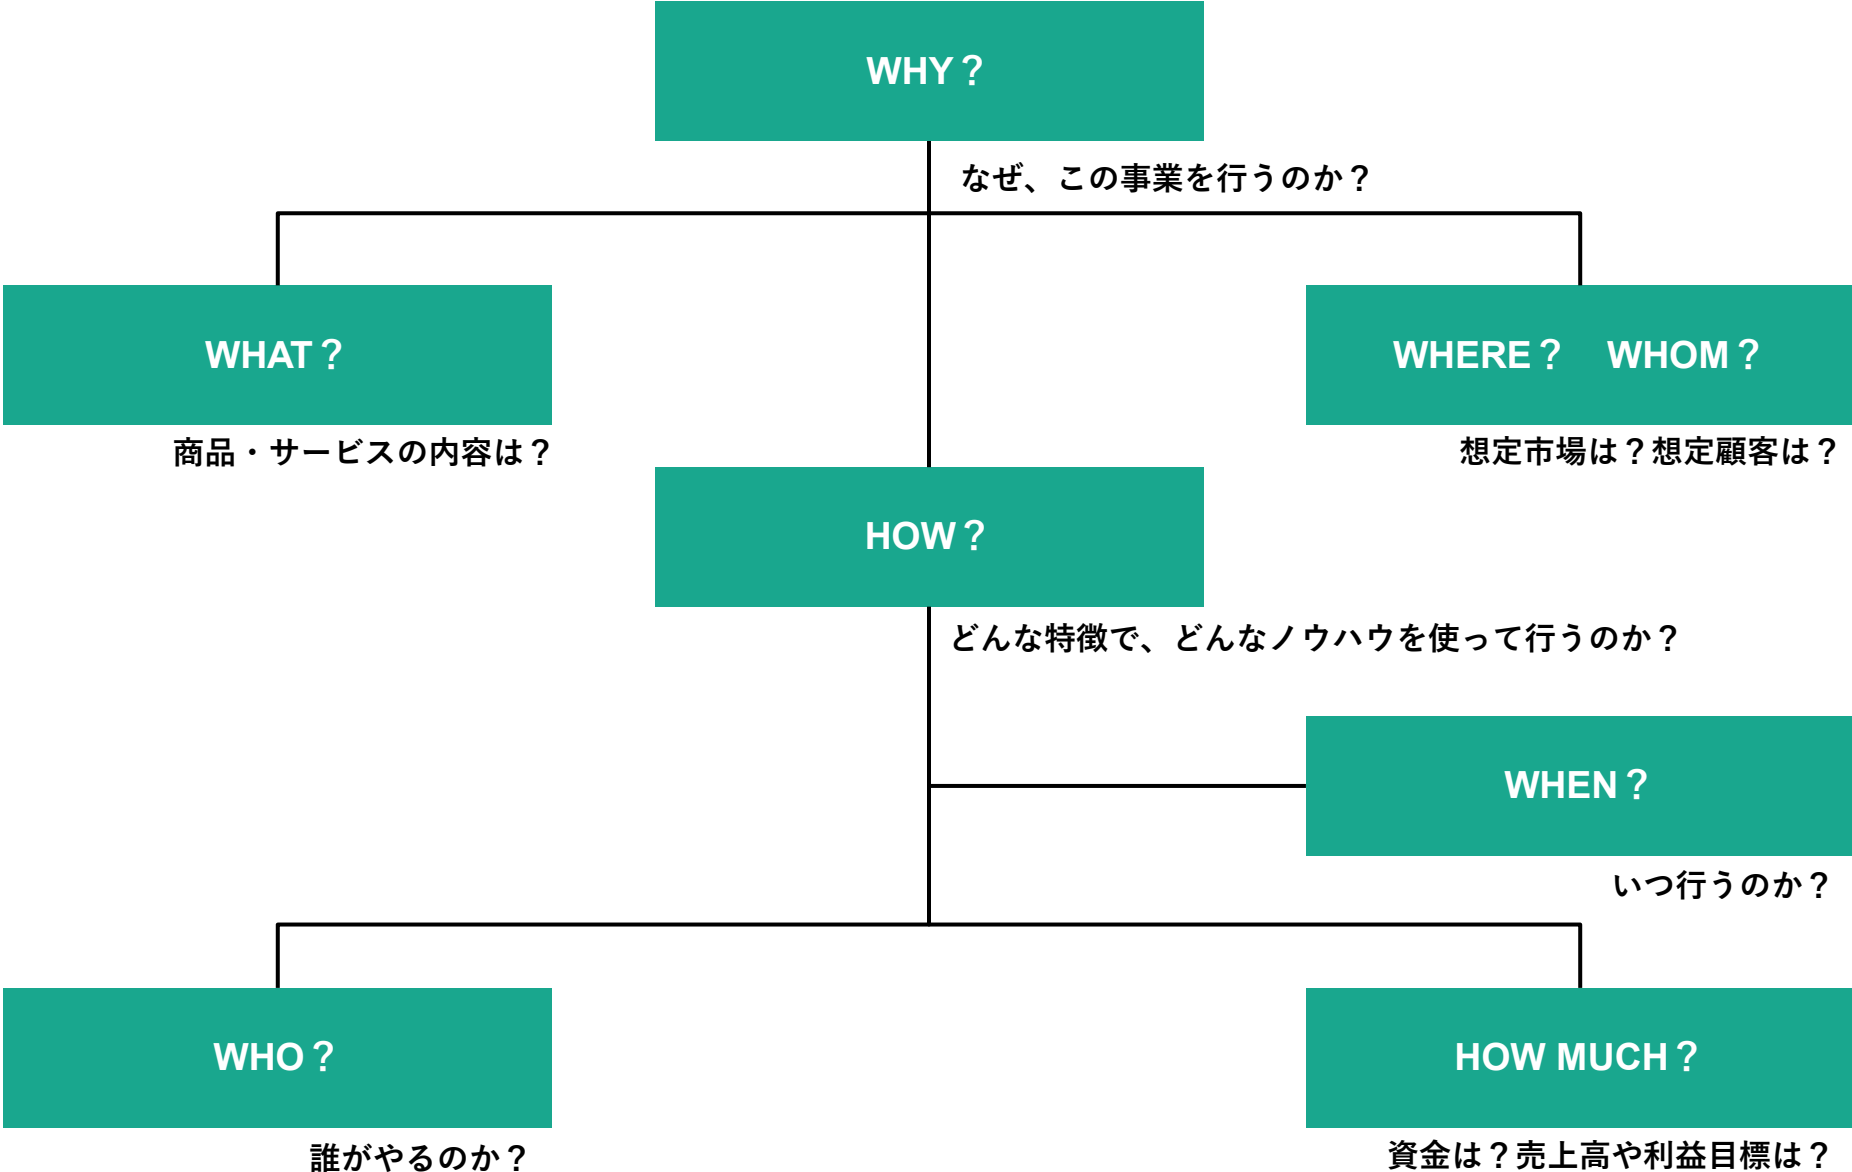 WHY？
なぜ、この事業を行うのか？
WHAT？
商品・サービスの内容は？
WHERE？　WHOM？
想定市場は？想定顧客は？
HOW？
どんな特徴で、どんなノウハウを使って行うのか？
WHEN？
いつ行うのか？
WHO？
誰がやるのか？
HOW MUCH？
資金は？売上高や利益目標は？